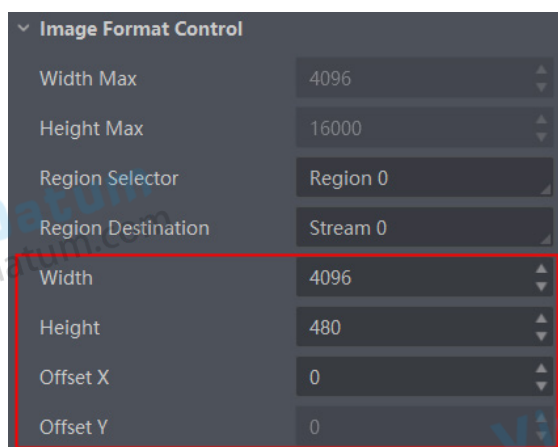 Image Format Control
Width Max 4096
Height Max 16000
Region Selector Region 0
Region Destination Stream 0
Width 4096
Height 480
Offset X 0
Offset Y 0